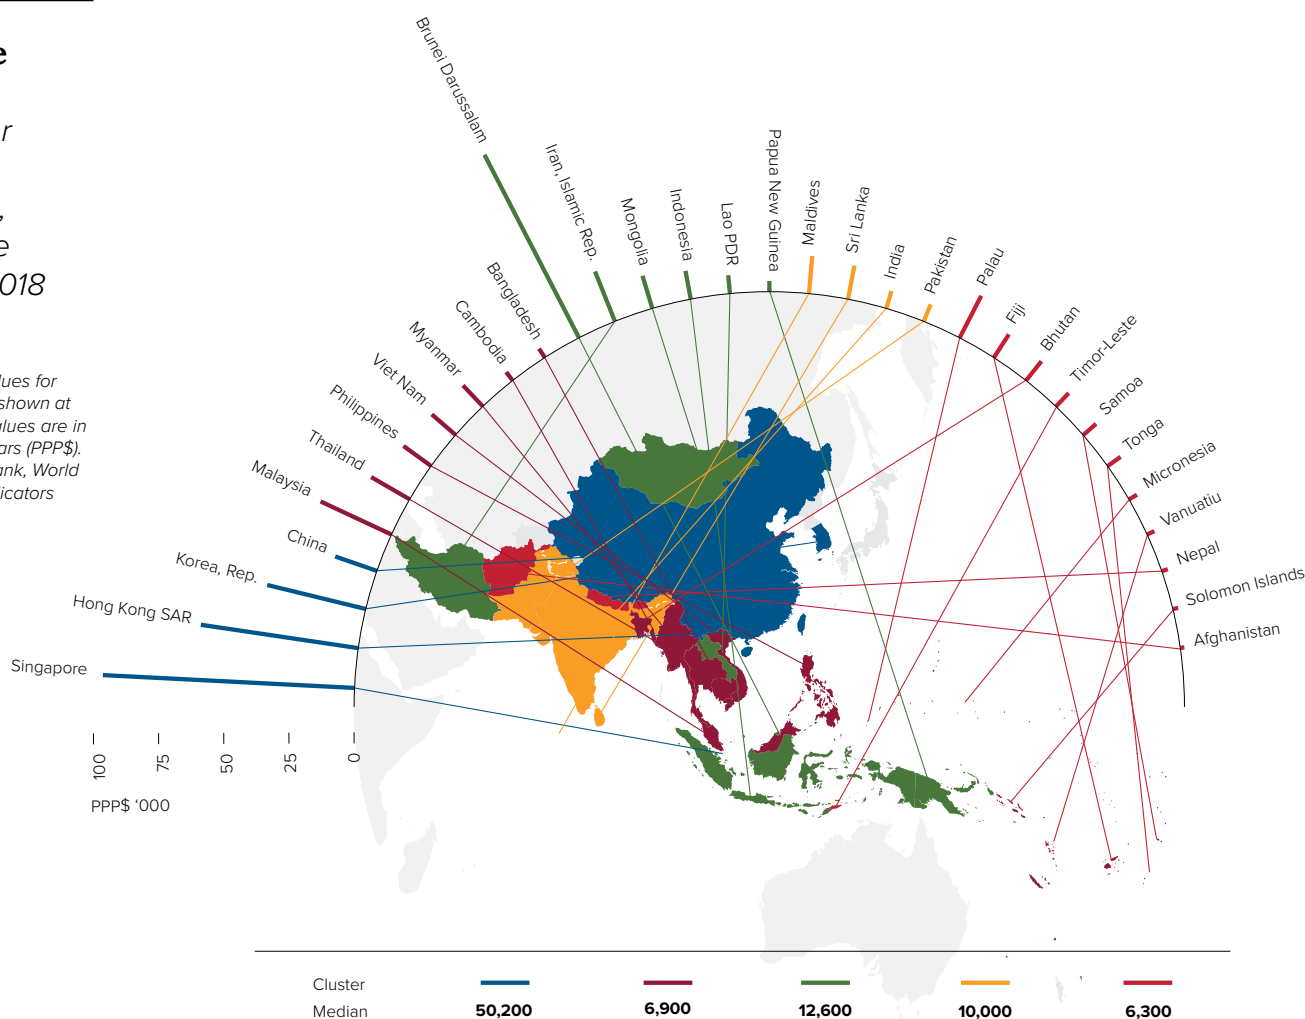 e
r
,
e
018
lues for
shown at
alues are in
ars (PPP$).
ank, World
licators
Brunei Darussalam
Iran, Islamic Rep.
Mongolia
Indonesia
Lao PDR
Papua New Guinea
Maldives
Sri Lanka
India
Pakistan
Palau
Fiji
Bhutan
Timor-Leste
Samoa
Tonga
Micronesia
Vanuatiu
Nepal
Solomon Islands
Afghanistan
Bangladesh
Cambodia
Myanmar
Viet Nam
Philippines
Thailand
Malaysia
China
Korea, Rep.
Hong Kong SAR
Singapore
100 75 50 25 0
PPP$ ‘000
Cluster
Median 50,200 6,900 12,600 10,000 6,300